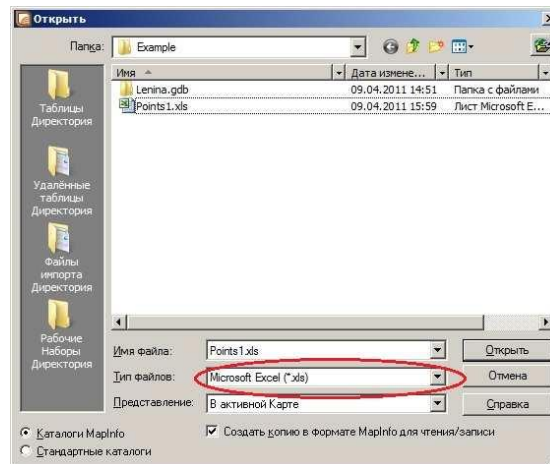 Открыть
Папка: Example
Имя Дата измене... Тип
Lenina.gdb 09.04.2011 14:51 Папка с файлами
Points1.xls 09.04.2011 15:59 Лист Microsoft E...
Таблицы
Директория
Удалённые
таблицы
Директория
Файлы
импорта
Директория
Рабочие
Наборы
Директория
Имя файла: Points1.xls Открыть
Тип файлов: Microsoft Excel (*.xls) Отмена
Представление: В активной Карте Справка
Каталоги MapInfo
Создать копию в формате MapInfo для чтения/записи
Стандартные каталоги